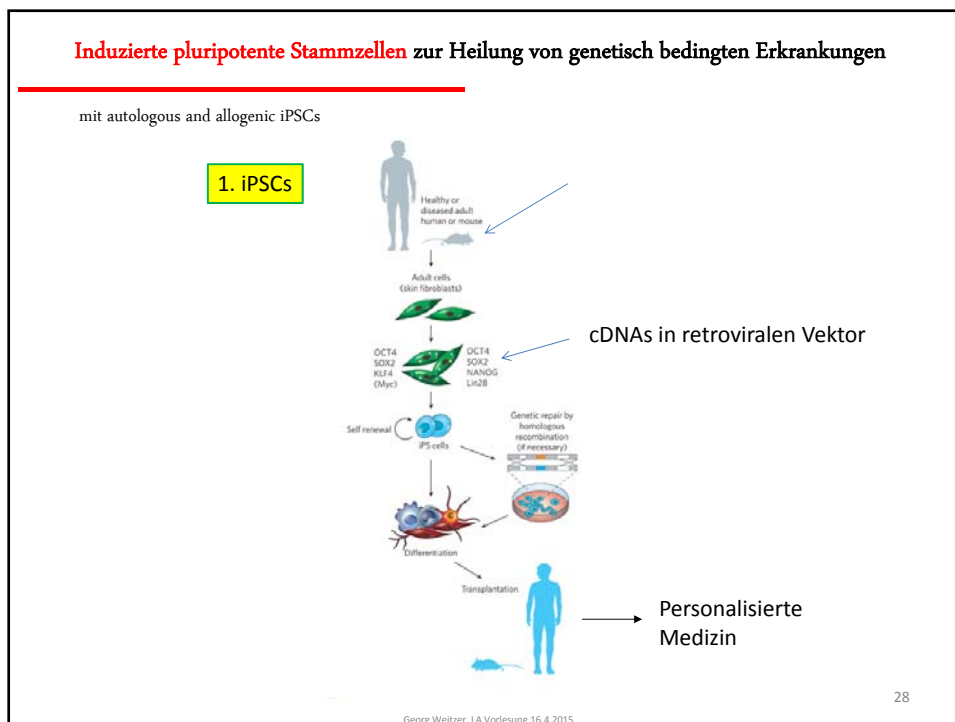 Induzierte pluripotente Stammzellen zur Heilung von genetisch bedingten Erkrankungen
mit autologous and allogenic iPSCs
1. iPSCs
Healthy or
diseased adult
human or mouse
Adult cells
(skin fibroblasts)
cDNAs in retroviralen Vektor
OCT4
SOX2
KLF4
(Myc)
OCT4
SOX2
NANOG
Lin28
Self renewal
iPS cells
Genetic repair by
homologous
recombination
(if necessary)
Differentiation
Transplantation
Personalisierte
Medizin
28
Georg Weitzer, LA Vorlesung 16.4.2015